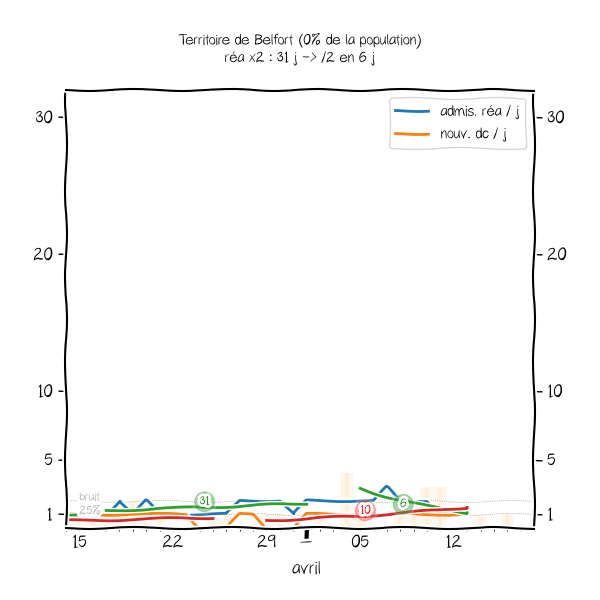 Territoire de Belfort (0% de la population)
réa x2 : 31 j -> /2 en 6 j
admis. réa / j
nouv. dc / j
30 30
20 20
10 10
5 5
bruit
25%
31
10
6
1 1
15 22 29 1 05 12
avril